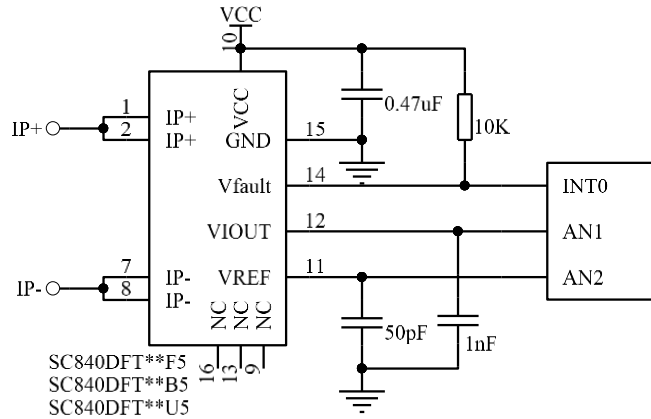 VCC
10
VCC
0.47uF
10K
1
IP+
IP+
2
IP+
GND
15
Vfault
14
INT0
VIOUT
12
AN1
7
IP-
VREF
11
AN2
IP-
8
IP-
NC
NC
NC
50pF
1nF
16
13
9
SC840DFT**F5
SC840DFT**B5
SC840DFT**U5